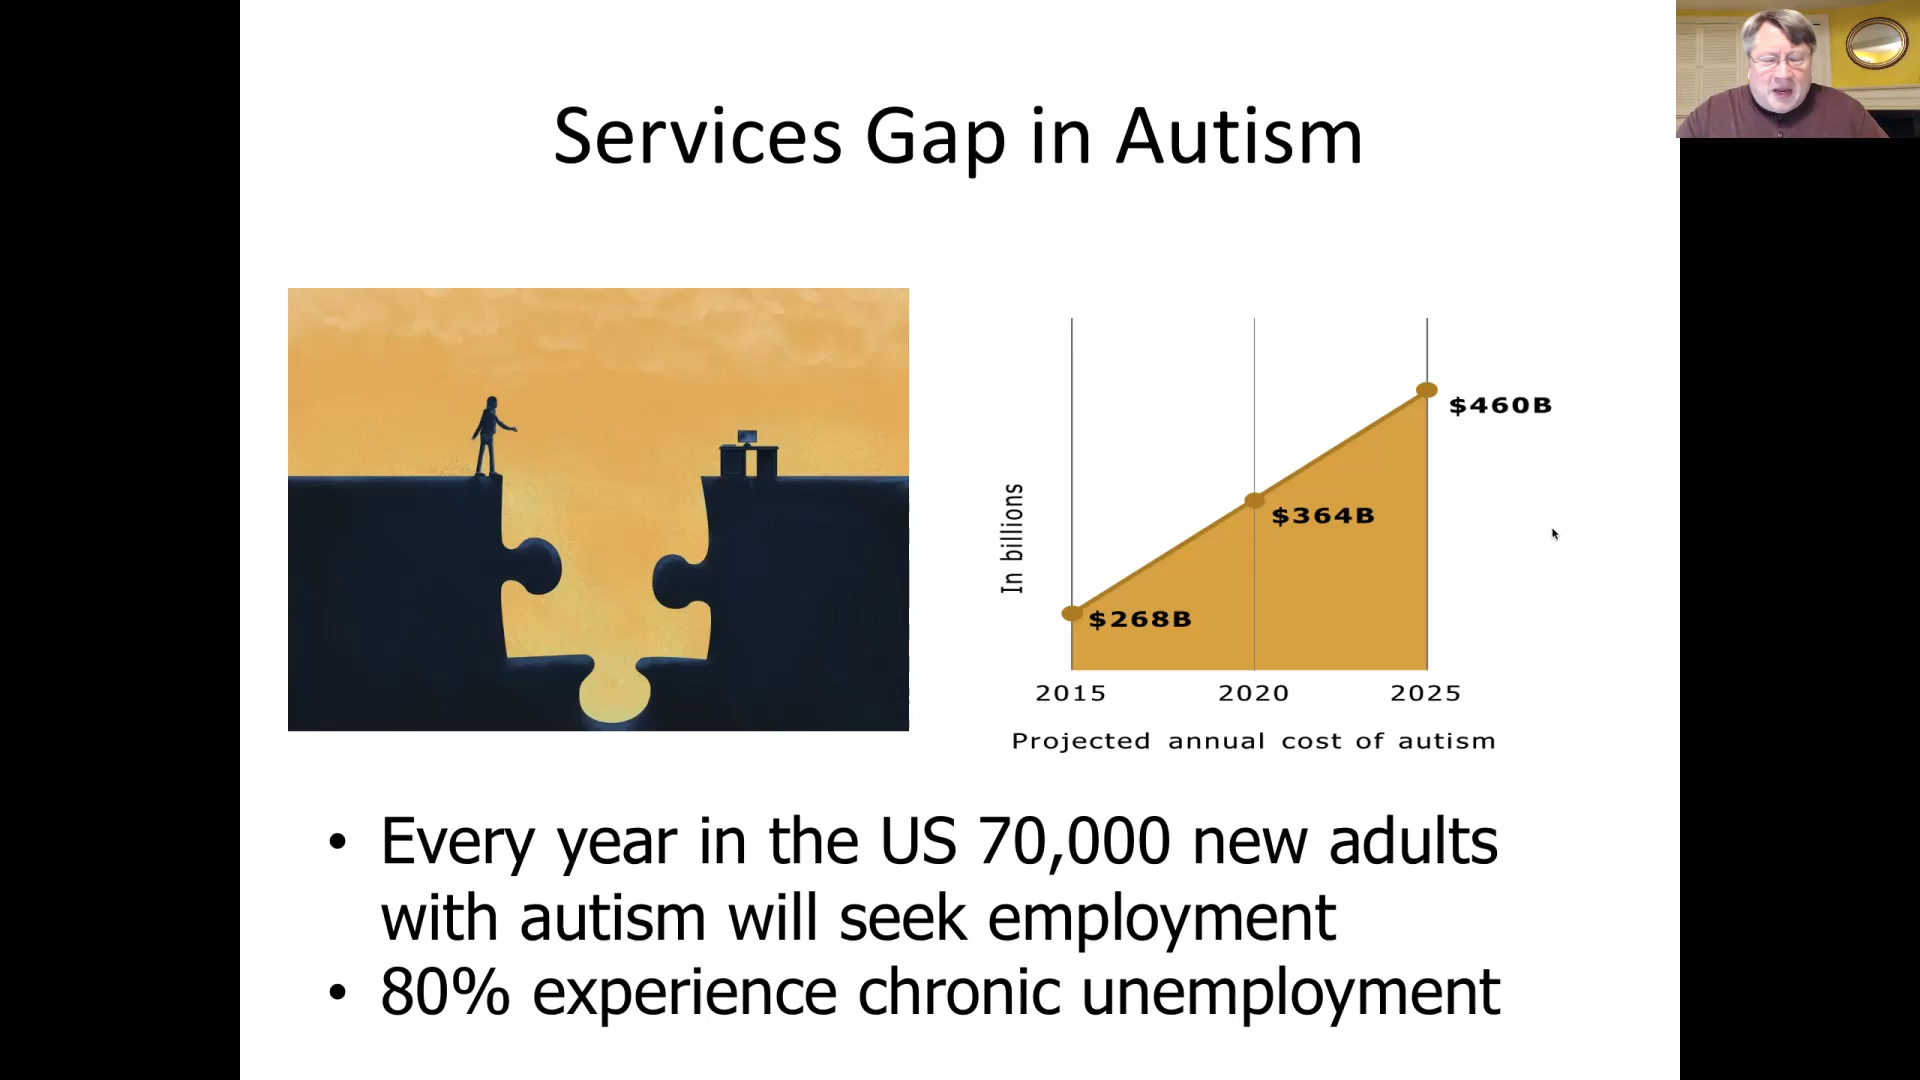 Services Gap in Autism
In billions
$460B
$364B
$268B
2015 2020 2025
Projected annual cost of autism
• Every year in the US 70,000 new adults
with autism will seek employment
• 80% experience chronic unemployment